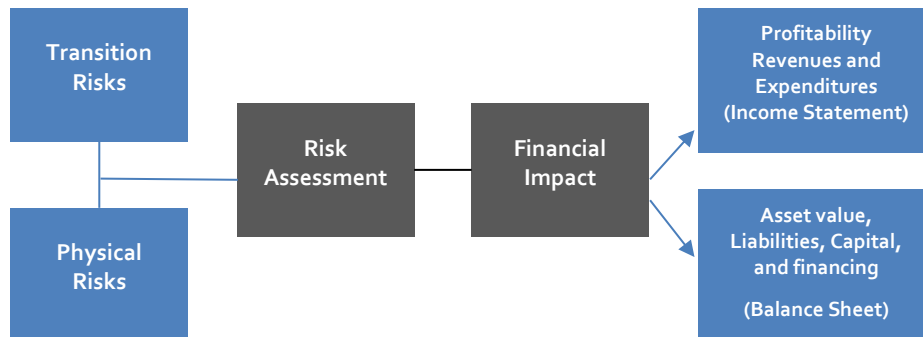 Transition
Risks
Physical
Risks
Risk
Assessment
Financial
Impact
Profitability
Revenues and
Expenditures
(Income Statement)
Asset value,
Liabilities, Capital,
and financing
(Balance Sheet)